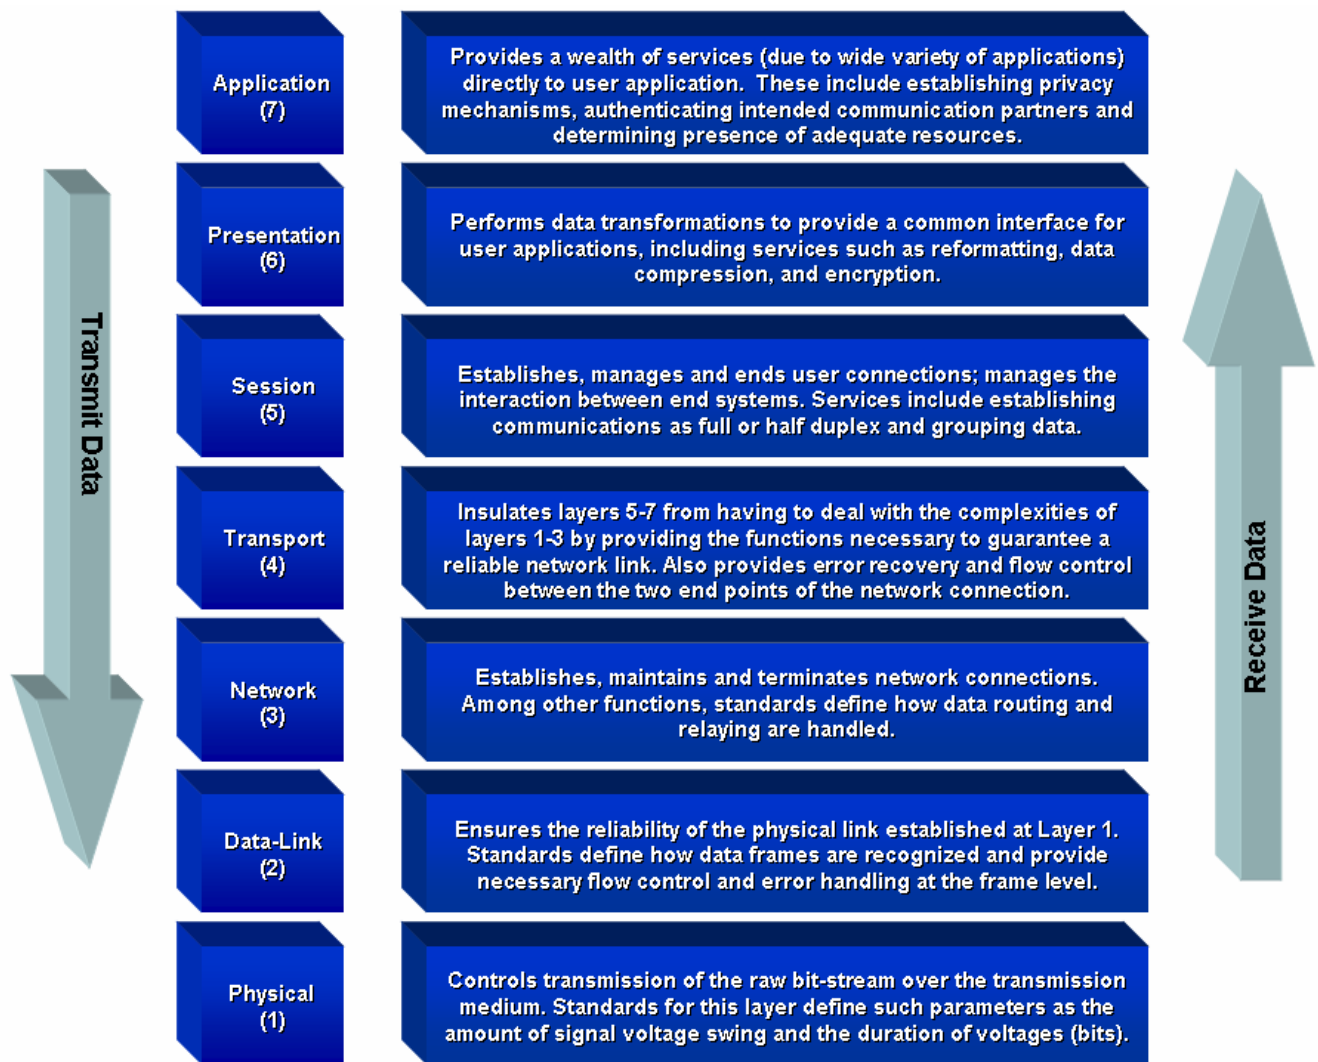 Application
(7)
Provides a wealth of services (due to wide variety of applications)
directly to user application.  These include establishing privacy
mechanisms, authenticating intended communication partners and
determining presence of adequate resources.
Presentation
(6)
Performs data transformations to provide a common interface for
user applications, including services such as reformatting, data
compression, and encryption.
Session
(5)
Establishes, manages and ends user connections; manages the
interaction between end systems. Services include establishing
communications as full or half duplex and grouping data.
Transport
(4)
Insulates layers 5-7 from having to deal with the complexities of
layers 1-3 by providing the functions necessary to guarantee a
reliable network link. Also provides error recovery and flow control
between the two end points of the network connection.
Network
(3)
Establishes, maintains and terminates network connections.
Among other functions, standards define how data routing and
relaying are handled.
Data-Link
(2)
Ensures the reliability of the physical link established at Layer 1.
Standards define how data frames are recognized and provide
necessary flow control and error handling at the frame level.
Physical
(1)
Controls transmission of the raw bit-stream over the transmission
medium. Standards for this layer define such parameters as the
amount of signal voltage swing and the duration of voltages (bits).
Transmit Data
Receive Data